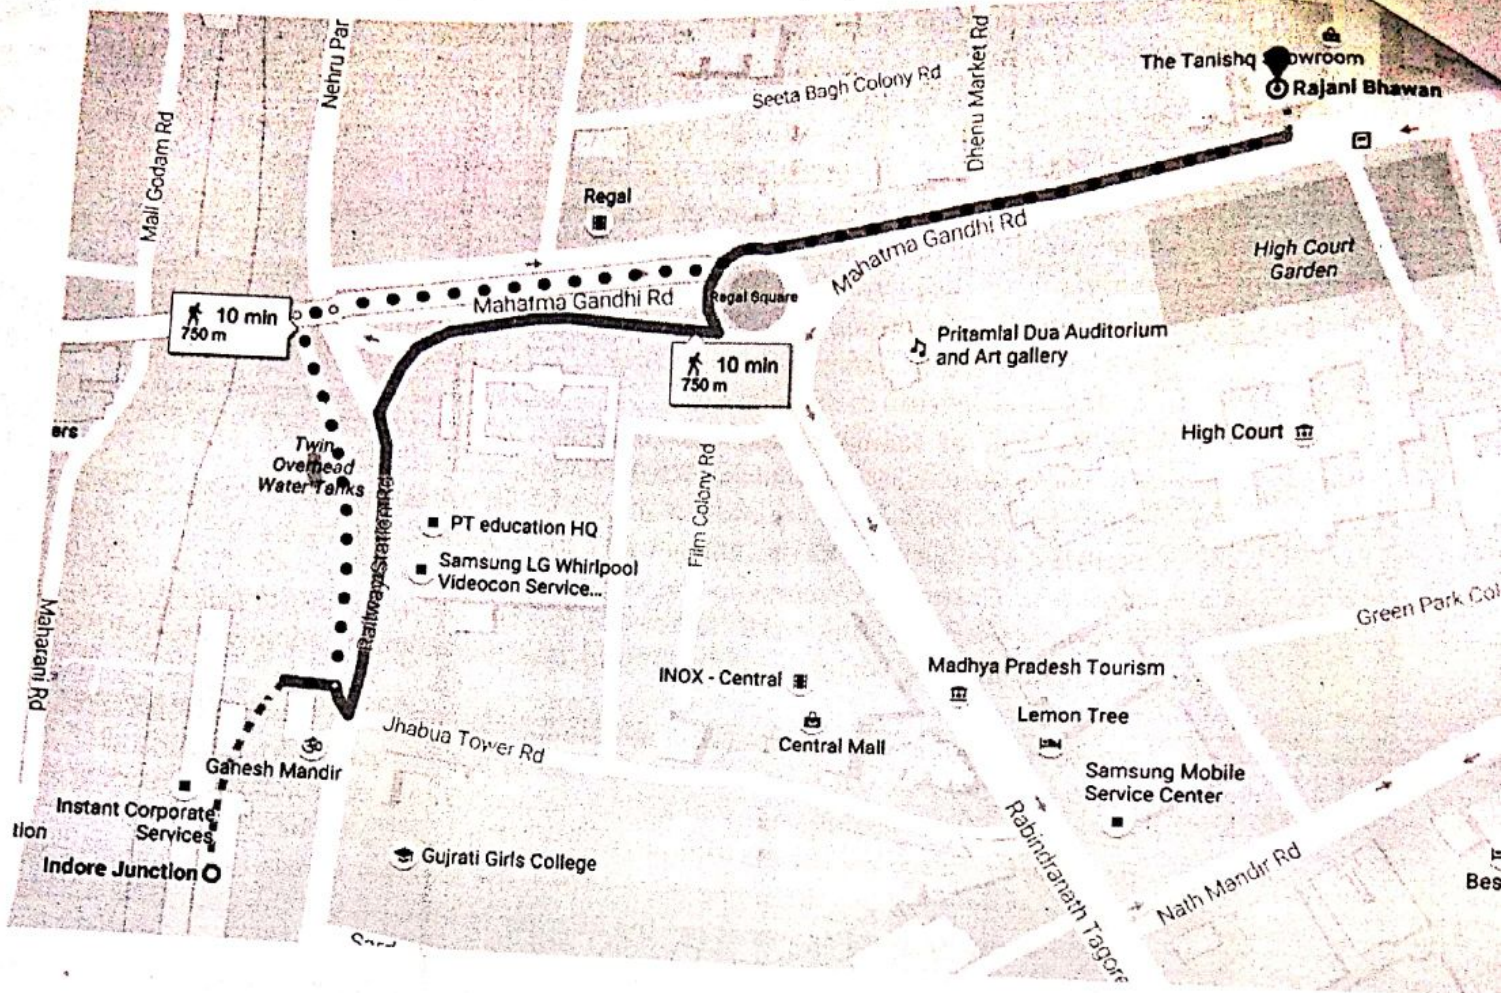 Nehru Par
Mall Godam Rd
Seeta Bagh Colony Rd
Dhenu Market Rd
The Tanishq
owroom
Rajani Bhawan
Regal
Mahatma Gandhi Rd
High Court
Garden
10 min
750 m
Mahatma Gandhi Rd
Regal Square
10 min
750 m
Pritamlal Dua Auditorium
and Art gallery
High Court
ers
Twin
Overhead
Water Tanks
Railway Station Rd
PT education HQ
Samsung LG Whirlpool
Videocon Service...
Film Colony Rd
Green Park Col
Maharani Rd
INOX - Central
Madhya Pradesh Tourism
Lemon Tree
Central Mall
Jhabua Tower Rd
Ganesh Mandir
Samsung Mobile
Service Center
Instant Corporate
Services
tion
Indore Junction
Gujrati Girls College
Rabindranath Tagore
Nath Mandir Rd
Bes